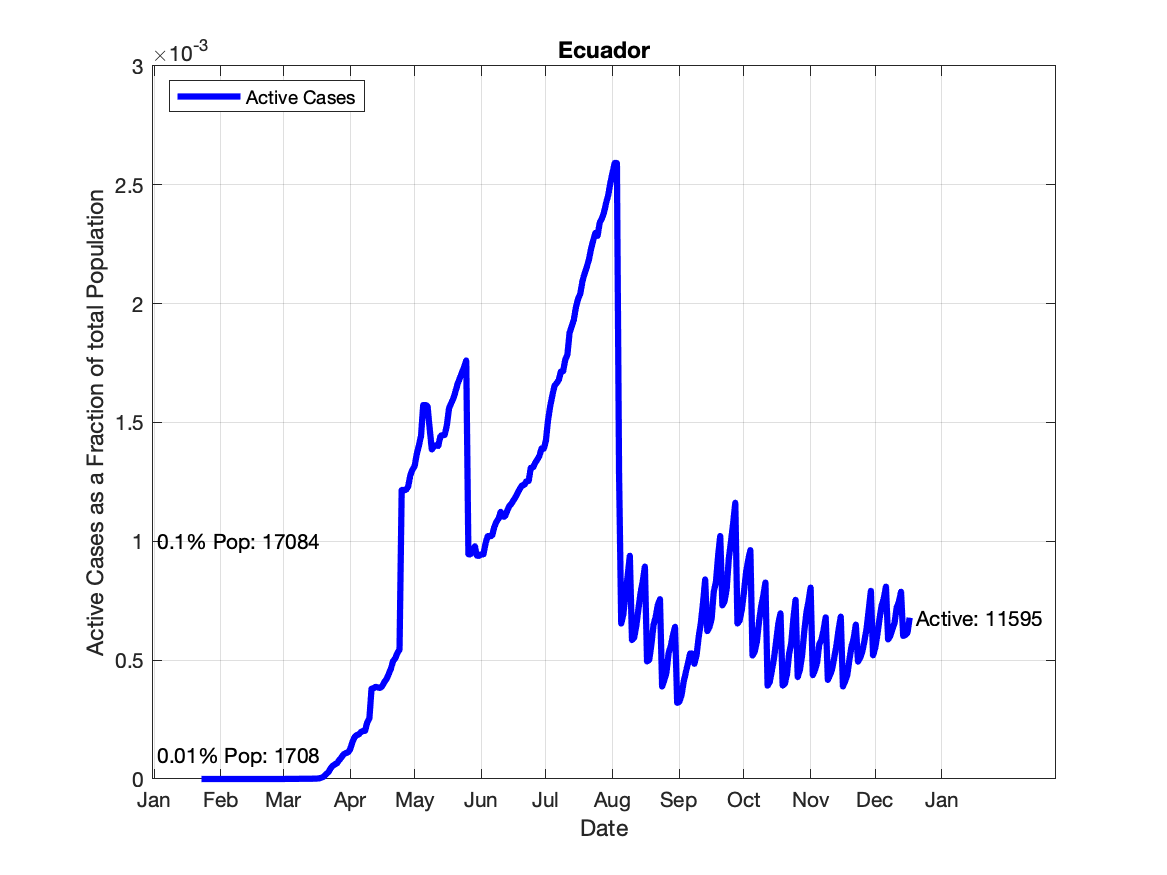 Ecuador
×10-3
Active Cases
3
2.5
2
1.5
1
0.5
0
Active Cases as a Fraction of total Population
0.1% Pop: 17084
0.01% Pop: 1708
Active: 11595
Jan Feb Mar Apr May Jun Jul Aug Sep Oct Nov Dec Jan
Date